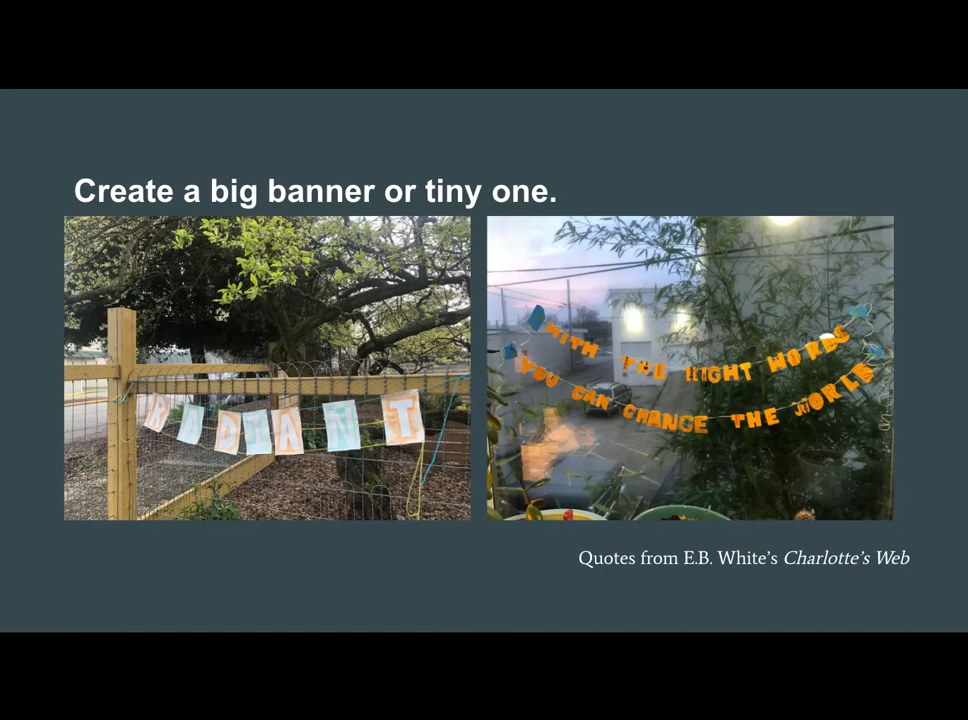 Create a big banner or tiny one.
RADIANT
WITH THE RIGHT WORDS
YOU CAN CHANGE THE WORLD
Quotes from E.B. White's Charlotte's Web